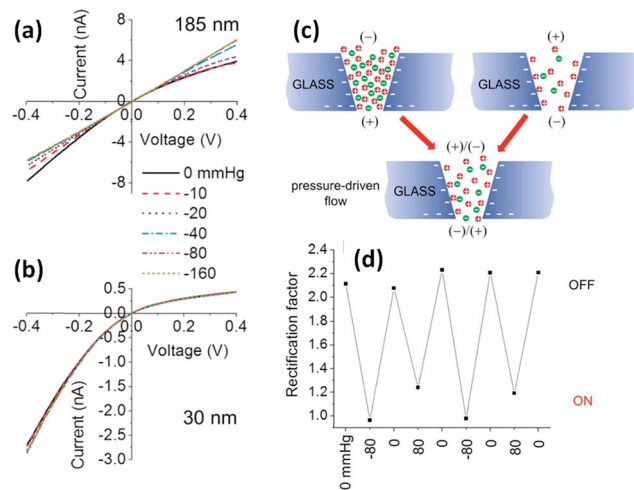 (a)
185 nm
Current (nA)
8
4
-0.4 -0.2 0.2 0.4
Voltage (V)
-4
-8
0 mmHg
-10
-20
-40
-80
-160
(b)
0.5
-0.4 -0.2 0.0 0.2 0.4
Voltage (V)
-0.5
-1.0
-1.5
-2.0
-2.5
-3.0
Current (nA)
30 nm
(c)
(−)
GLASS
(+)
(+)
GLASS
(−)
(+)/(−)
pressure-driven
flow
GLASS
(−)/(+)
(d)
Rectification factor
2.4
2.2
2.0
1.8
1.6
1.4
1.2
1.0
0 mmHg
-80
0
80
0
-80
0
80
0
OFF
ON